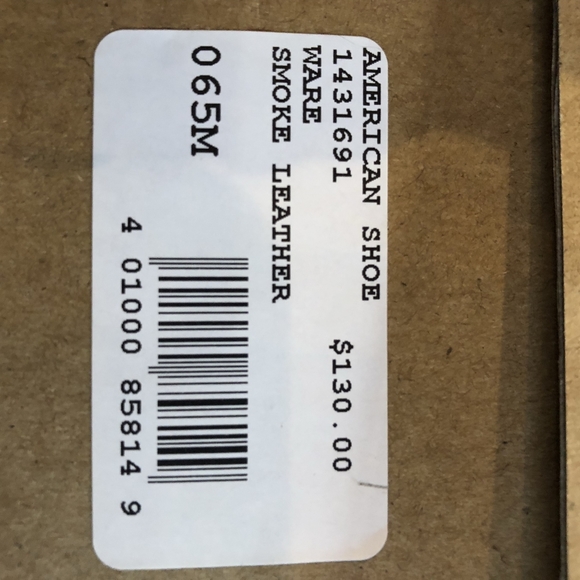 AMERICAN SHOE
1431691 $130.00
WARE
SMOKE LEATHER
065M
4 01000 85814 9